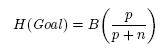 H(Goal) = B(p/(p + n))